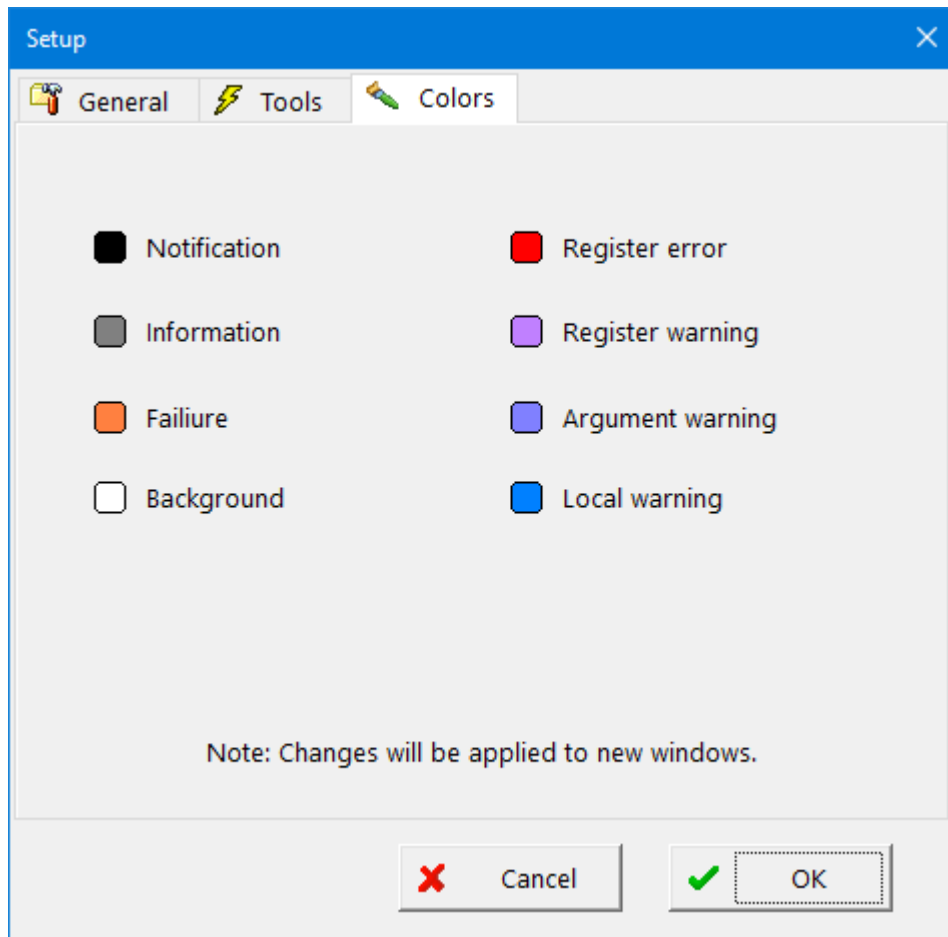 Setup
General Tools Colors
Notification Register error
Information Register warning
Failiure Argument warning
Background Local warning
Note: Changes will be applied to new windows.
Cancel OK